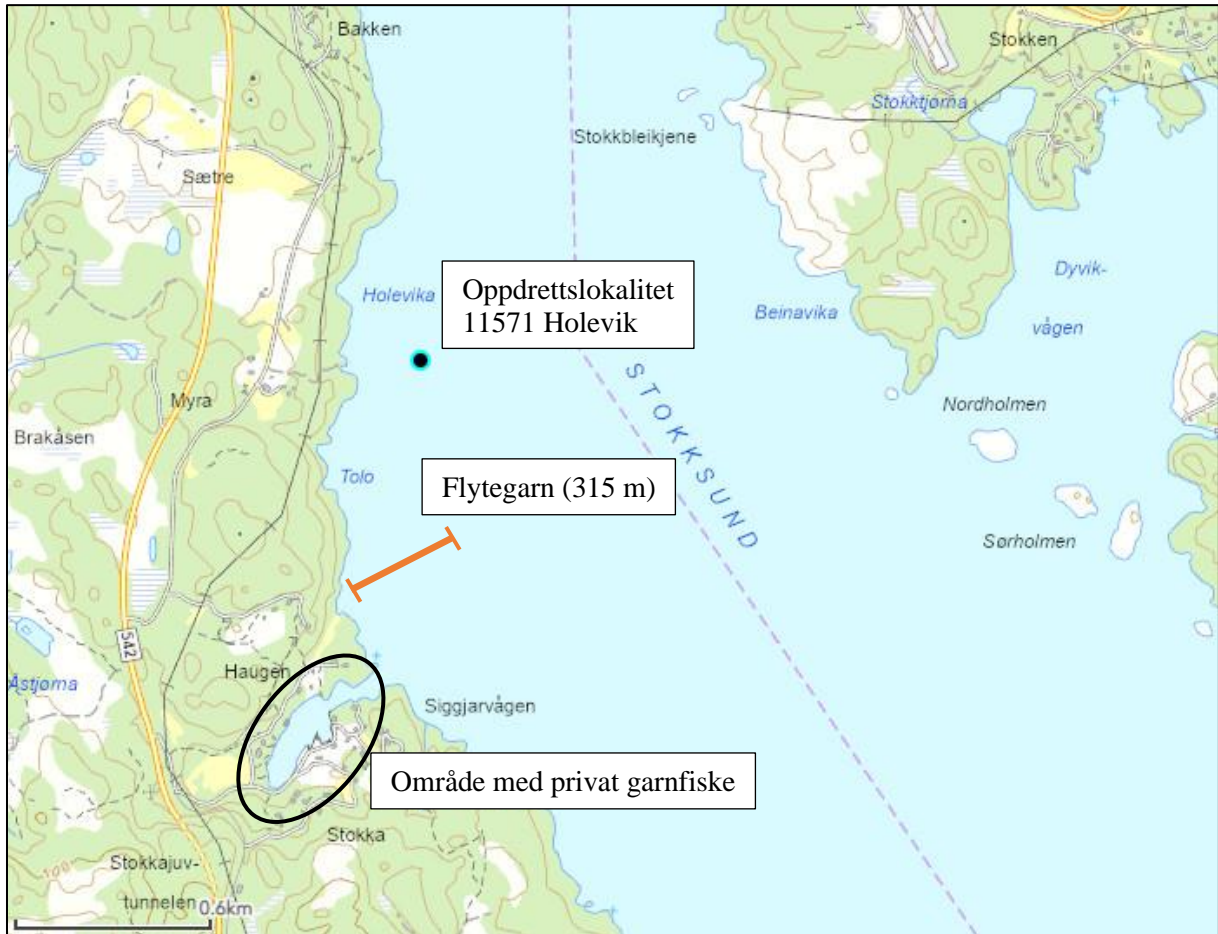 Bakken
Stokken
Stokktjørna
Stokkbleikjene
Sætre
Oppdrettslokalitet
11571 Holevik
Holevika
Dyvik-
vågen
Beinavika
STOKKSUND
Myra
Nordholmen
Brakåsen
Tolo
Flytegarn (315 m)
Sørholmen
542
Haugen
Åstjørna
Siggjarvågen
Område med privat garnfiske
Stokka
Stokkajuv-
tunnelen
100
0.6km